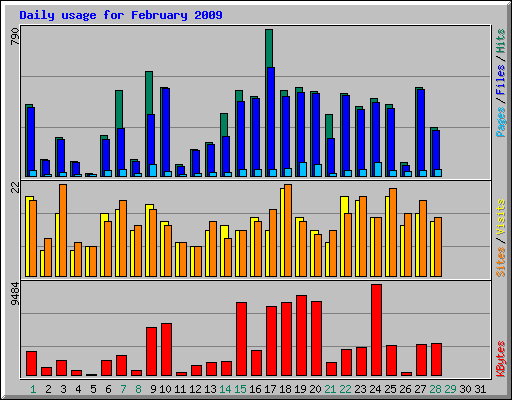 Daily usage for February 2009
790
22
9484
Pages / Files / Hits
Sites / Visits
KBytes
1 2 3 4 5 6 7 8 9 10 11 12 13 14 15 16 17 18 19 20 21 22 23 24 25 26 27 28 29 30 31